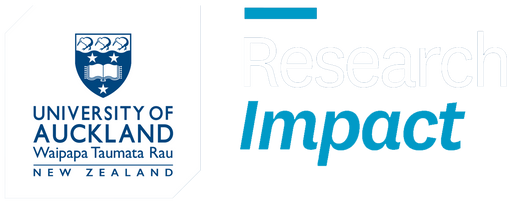 UNIVERSITY OF
AUCKLAND
Waipapa Taumata Rau
NEW ZEALAND
Research
Impact